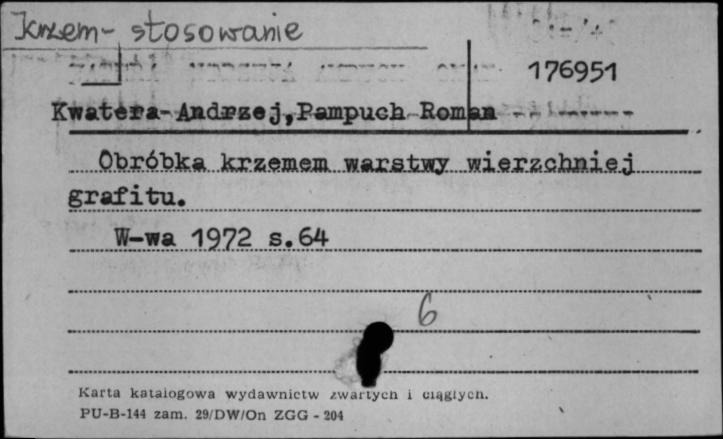 krzem- stosowanie
176951
Kwatera Andrzej, Pampuch Roman
Obróbka krzemem warstwy wierzchniej
grafitu.
W-wa 1972 s.64
6
Karta katalogowa wydawnictw zwartych i ciągłych.
PU-B-144 zam. 29/DW/On ZGG - 204